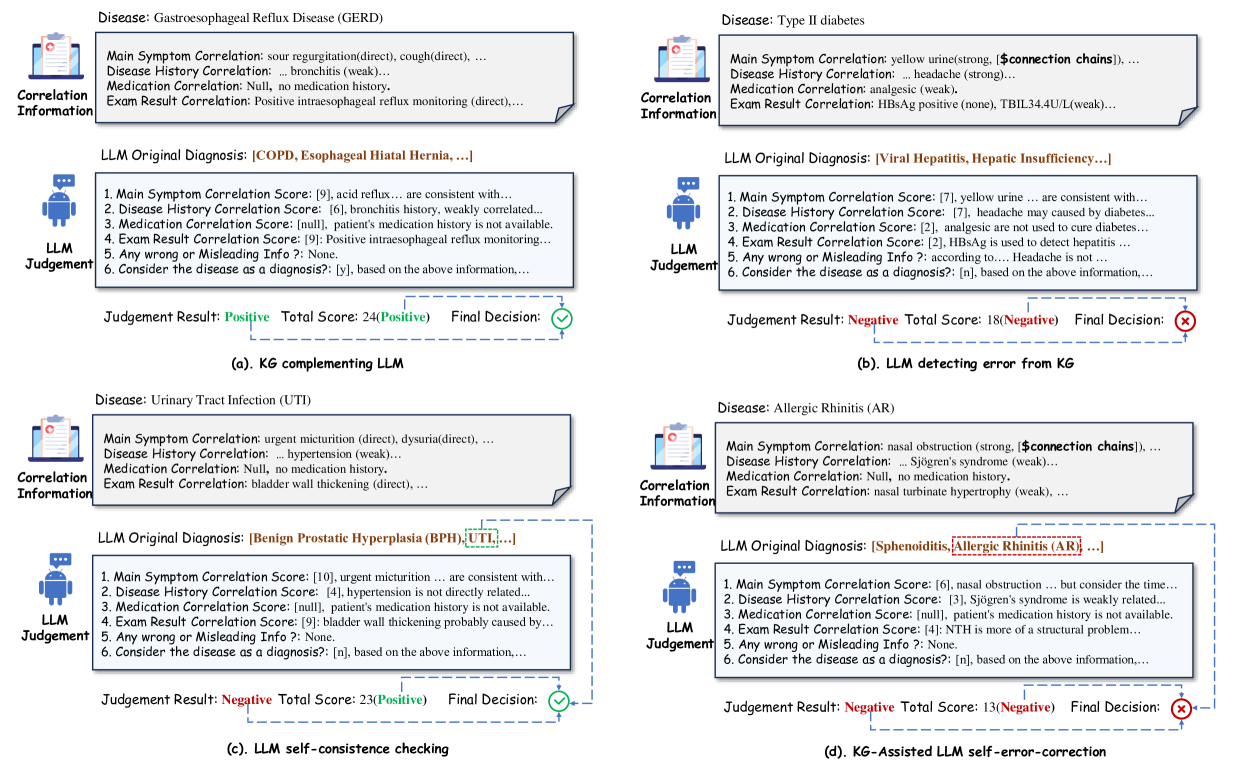 Disease: Gastroesophageal Reflux Disease (GERD)
Correlation
Information
Main Symptom Correlation: sour regurgitation(direct), cough(direct), …
Disease History Correlation: … bronchitis (weak)…
Medication Correlation: Null, no medication history.
Exam Result Correlation: Positive intraesophageal reflux monitoring (direct),…
LLM Original Diagnosis: [COPD, Esophageal Hiatal Hernia, …]
LLM
Judgement
1. Main Symptom Correlation Score: [9], acid reflux… are consistent with…
2. Disease History Correlation Score: [6], bronchitis history, weakly correlated...
3. Medication Correlation Score: [null], patient's medication history is not available.
4. Exam Result Correlation Score: [9]: Positive intraesophageal reflux monitoring…
5. Any wrong or Misleading Info ?: None.
6. Consider the disease as a diagnosis?: [y], based on the above information,…
Judgement Result: Positive Total Score: 24(Positive) Final Decision:
(a). KG complementing LLM
Disease: Type II diabetes
Correlation
Information
Main Symptom Correlation: yellow urine(strong, [$connection chains]), …
Disease History Correlation: … headache (strong)…
Medication Correlation: analgesic (weak).
Exam Result Correlation: HBsAg positive (none), TBIL34.4U/L(weak)…
LLM Original Diagnosis: [Viral Hepatitis, Hepatic Insufficiency…]
LLM
Judgement
1. Main Symptom Correlation Score: [7], yellow urine … are consistent with…
2. Disease History Correlation Score: [7], headache may caused by diabetes...
3. Medication Correlation Score: [2], analgesic are not used to cure diabetes…
4. Exam Result Correlation Score: [2], HBsAg is used to detect hepatitis …
5. Any wrong or Misleading Info ?: according to…. Headache is not …
6. Consider the disease as a diagnosis?: [n], based on the above information,…
Judgement Result: Negative Total Score: 18(Negative) Final Decision:
(b). LLM detecting error from KG
Disease: Urinary Tract Infection (UTI)
Correlation
Information
Main Symptom Correlation: urgent micturition (direct), dysuria(direct), …
Disease History Correlation: … hypertension (weak)…
Medication Correlation: Null, no medication history.
Exam Result Correlation: bladder wall thickening (direct), …
LLM Original Diagnosis: [Benign Prostatic Hyperplasia (BPH), UTI, …]
LLM
Judgement
1. Main Symptom Correlation Score: [10], urgent micturition … are consistent with…
2. Disease History Correlation Score: [4], hypertension is not directly related...
3. Medication Correlation Score: [null], patient's medication history is not available.
4. Exam Result Correlation Score: [9]: bladder wall thickening probably caused by…
5. Any wrong or Misleading Info ?: None.
6. Consider the disease as a diagnosis?: [n], based on the above information,…
Judgement Result: Negative Total Score: 23(Positive) Final Decision:
(c). LLM self-consistence checking
Disease: Allergic Rhinitis (AR)
Correlation
Information
Main Symptom Correlation: nasal obstruction (strong, [$connection chains]), …
Disease History Correlation: … Sjögren's syndrome (weak)…
Medication Correlation: Null, no medication history.
Exam Result Correlation: nasal turbinate hypertrophy (weak), …
LLM Original Diagnosis: [Sphenoiditis, Allergic Rhinitis (AR), …]
LLM
Judgement
1. Main Symptom Correlation Score: [6], nasal obstruction … but consider the time…
2. Disease History Correlation Score: [3], Sjögren's syndrome is weakly related...
3. Medication Correlation Score: [null], patient's medication history is not available.
4. Exam Result Correlation Score: [4]: NTH is more of a structural problem…
5. Any wrong or Misleading Info ?: None.
6. Consider the disease as a diagnosis?: [n], based on the above information,…
Judgement Result: Negative Total Score: 13(Negative) Final Decision:
(d). KG-Assisted LLM self-error-correction